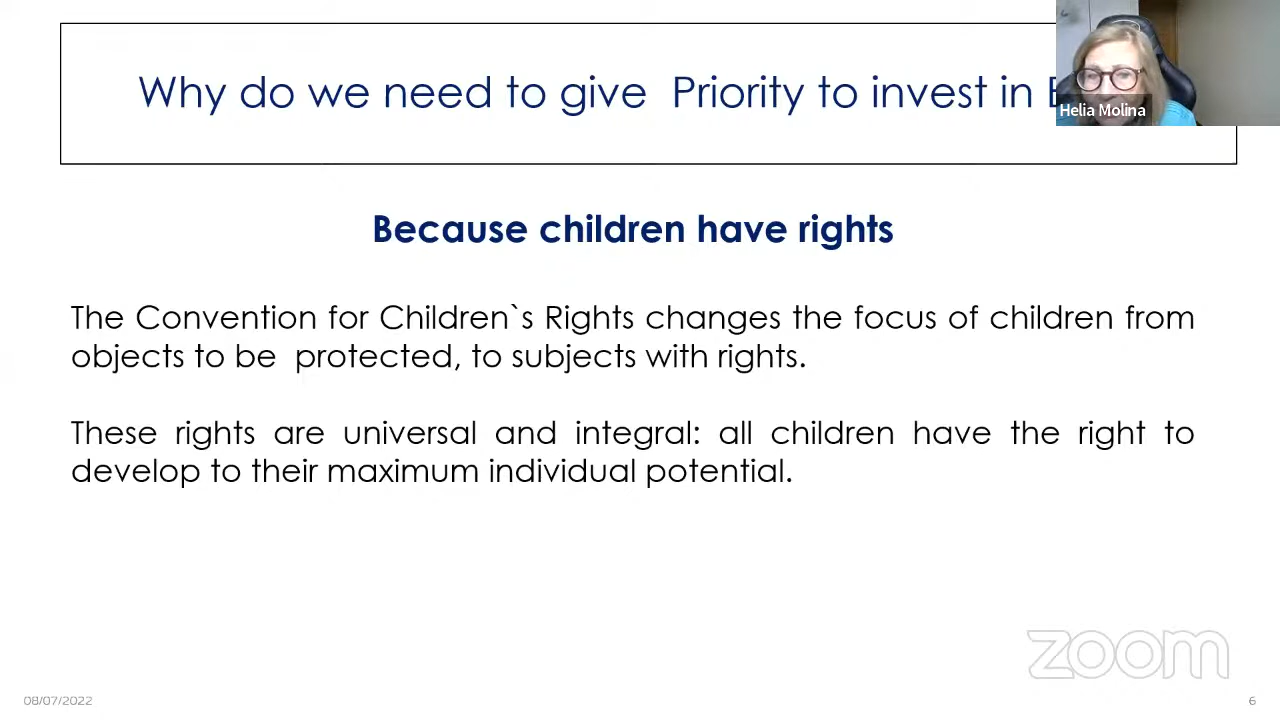 Why do we need to give Priority to invest in
Helia Molina
Because children have rights
The Convention for Children`s Rights changes the focus of children from
objects to be protected, to subjects with rights.
These rights are universal and integral: all children have the right to
develop to their maximum individual potential.
zoom
08/07/2022
6